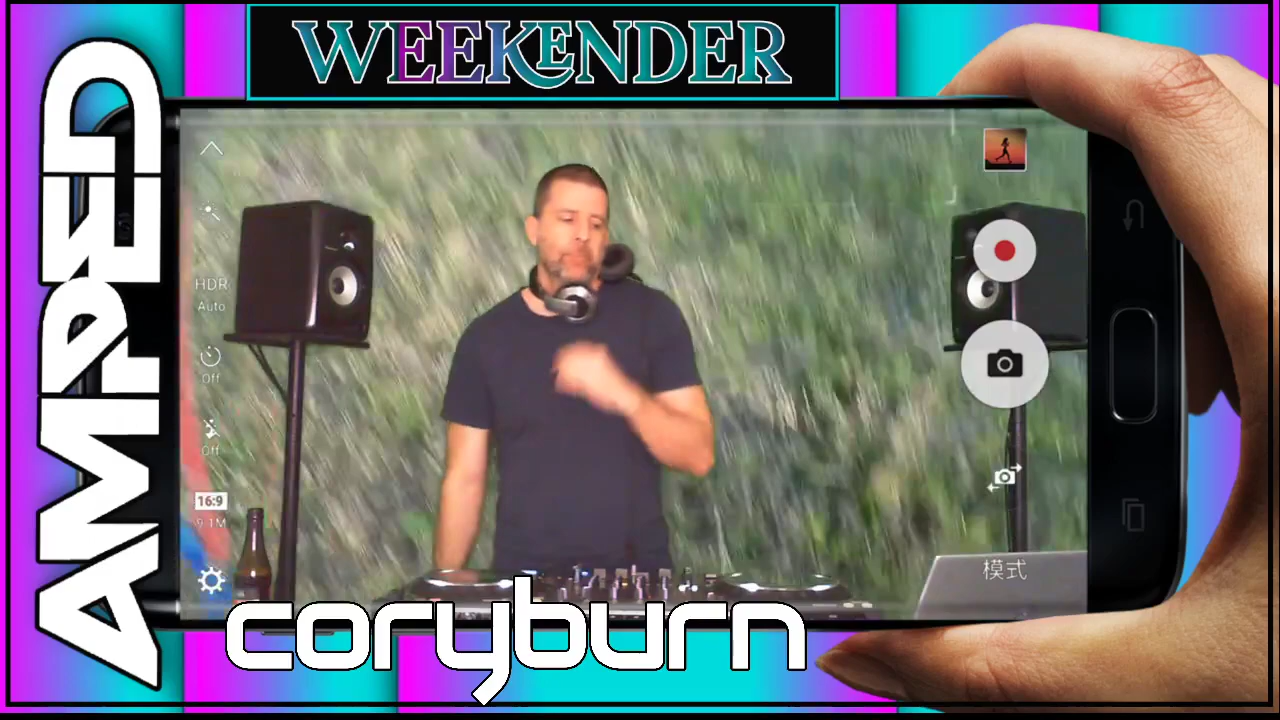 WEEKENDER
AMPED
HDR
Auto
Off
Off
16:9
9.1M
模式
coryburn